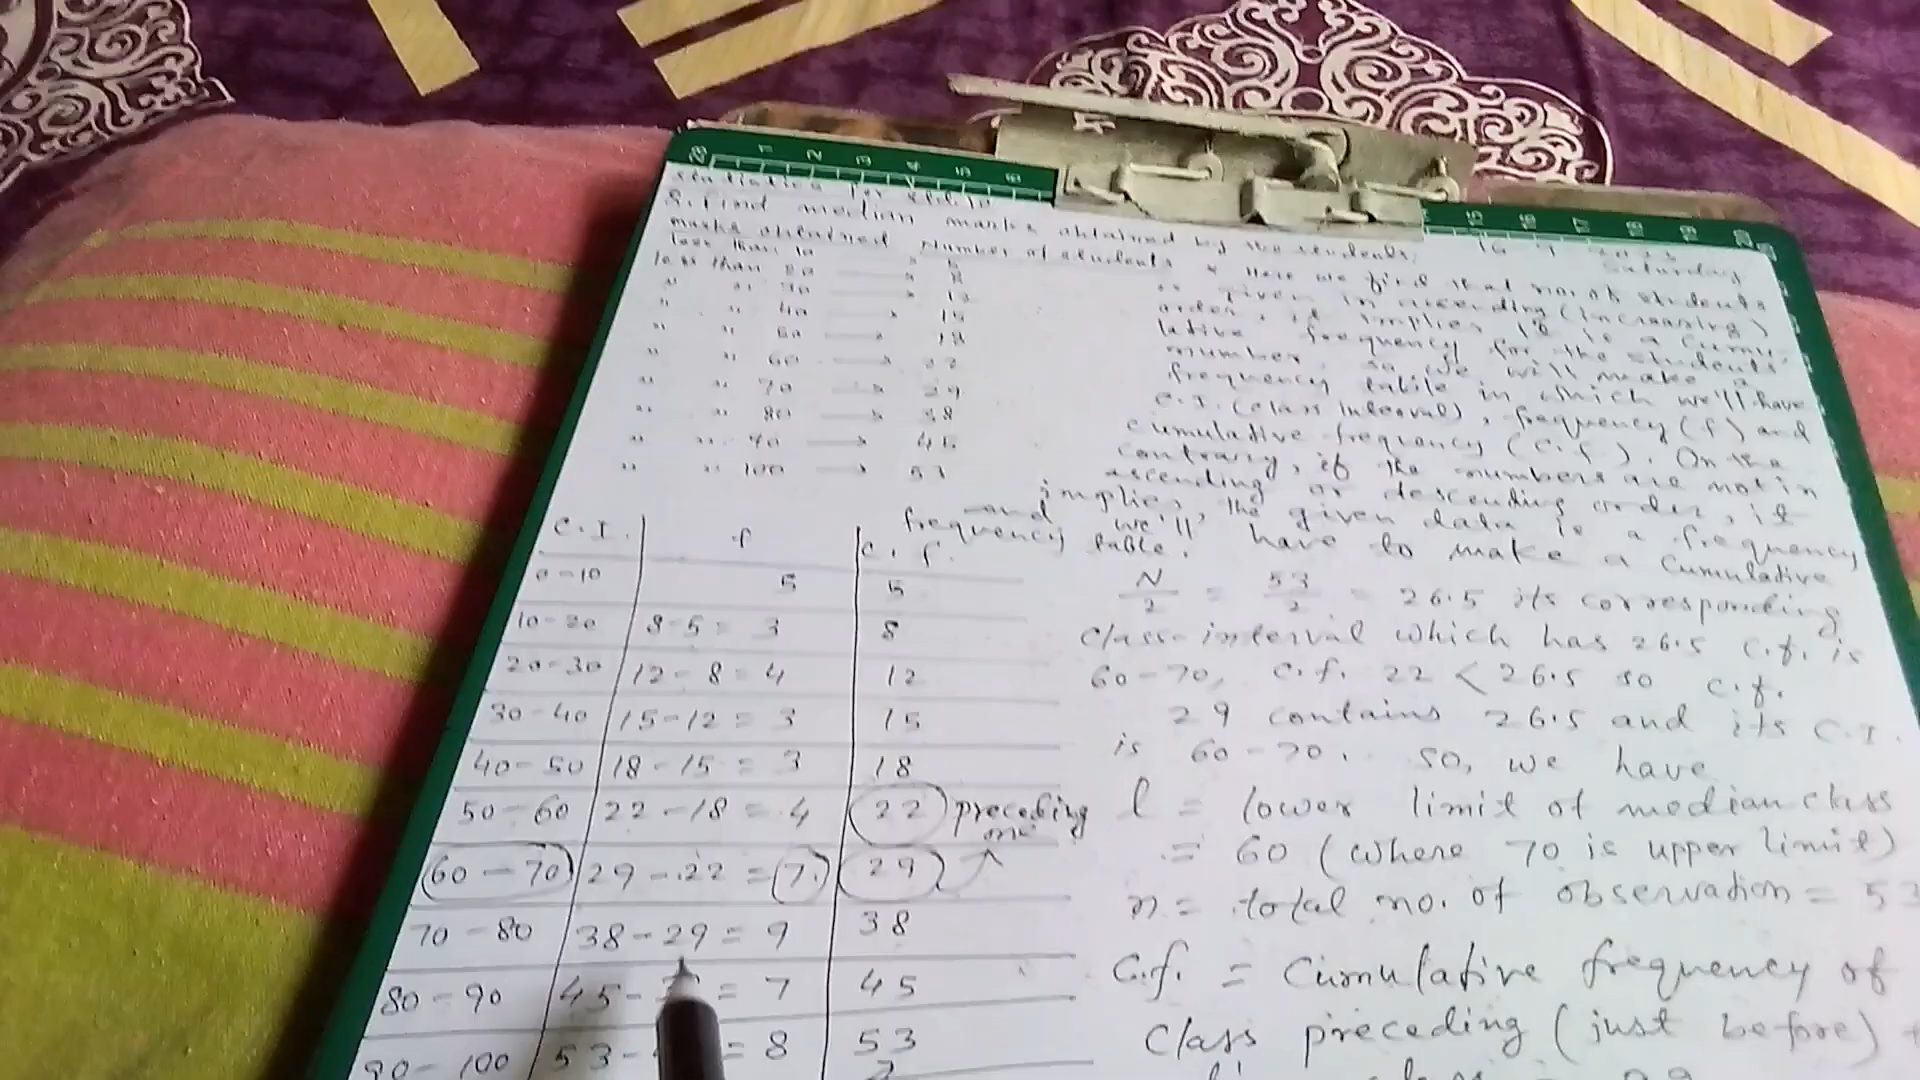 Q. Find median marks obtained by the students.
marks obtained Number of students
less than 10 → 5
less than 20 → 8
" " 30 → 12
" " 40 → 15
" " 50 → 18
" " 60 → 22
" " 70 → 29
" " 80 → 38
" " 90 → 45
" " 100 → 53
Saturday
* Here we find that no. of students
is given in ascending (increasing)
order, it implies it is a cumu-
lative frequency for the students
number. So we will make a
frequency table in which we'll have
C.I. (class interval), frequency (f) and
cumulative frequency (c.f.). On the
contrary, if the numbers are not in
ascending or descending order, it
implies, the given data is a frequency
and we'll have to make a cumulative
frequency table.
C.I. f C.f.
0-10 5 5
10-20 8-5 = 3 8
20-30 12-8 = 4 12
30-40 15-12 = 3 15
40-50 18-15 = 3 18
50-60 22-18 = 4 22 preceding one
60-70 29-22 = 7 29
70-80 38-29 = 9 38
80-90 45- = 7 45
90-100 53- = 8 53
N/2 = 53/2 = 26.5 its corresponding
class-interval which has 26.5 c.f. is
60-70, c.f. 22 < 26.5 so c.f.
29 contains 26.5 and its C.I.
is 60-70. so, we have
l = lower limit of median class
= 60 (where 70 is upper limit)
n = total no. of observation = 53
C.f. = Cumulative frequency of
class preceding (just before)